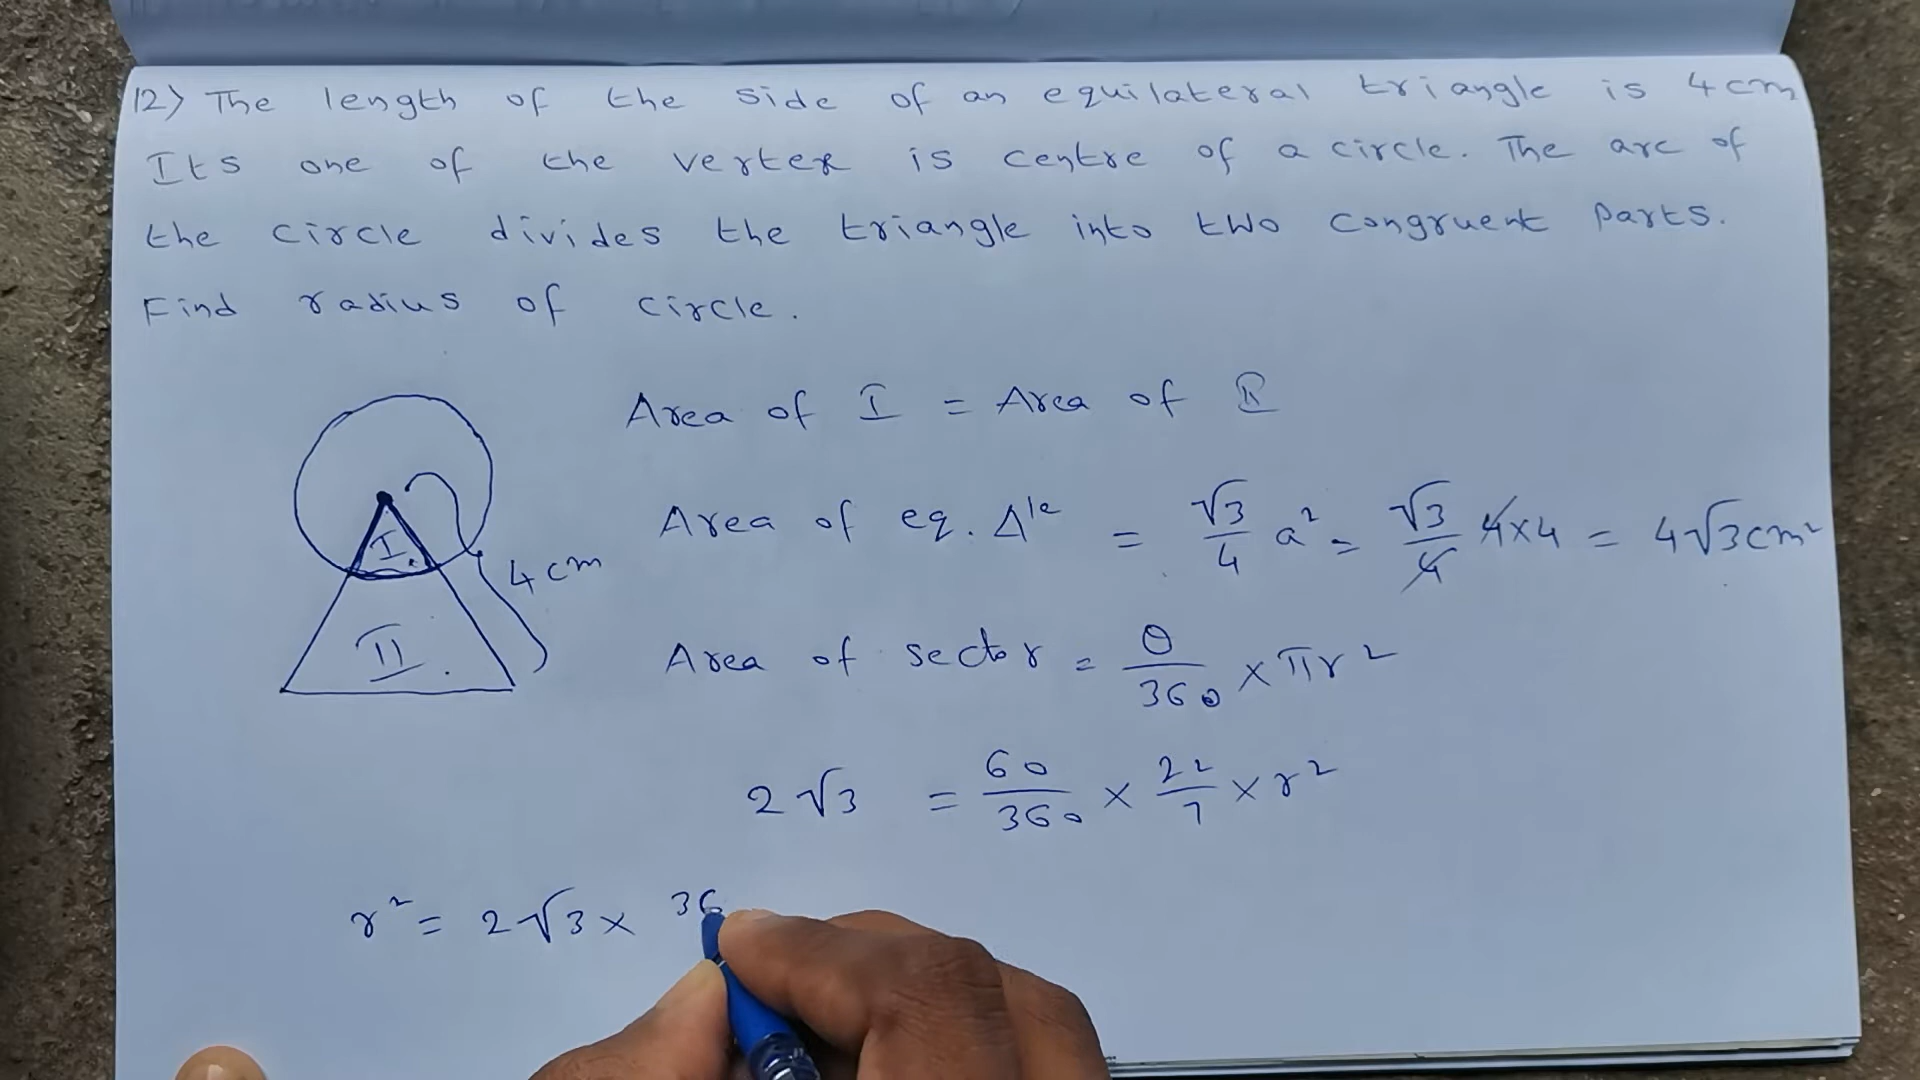 12) The length of the side of an equilateral triangle is 4cm
Its one of the vertex is centre of a circle. The arc of
the circle divides the triangle into two congruent parts.
Find radius of circle.
Area of I = Area of II
I.
4 cm
II.
Area of eq. Δle = √3/4 a² = √3/4 4×4 = 4√3cm²
Area of sector = θ/360 × πr²
2√3 = 60/360 × 22/7 × r²
r² = 2√3 × 36